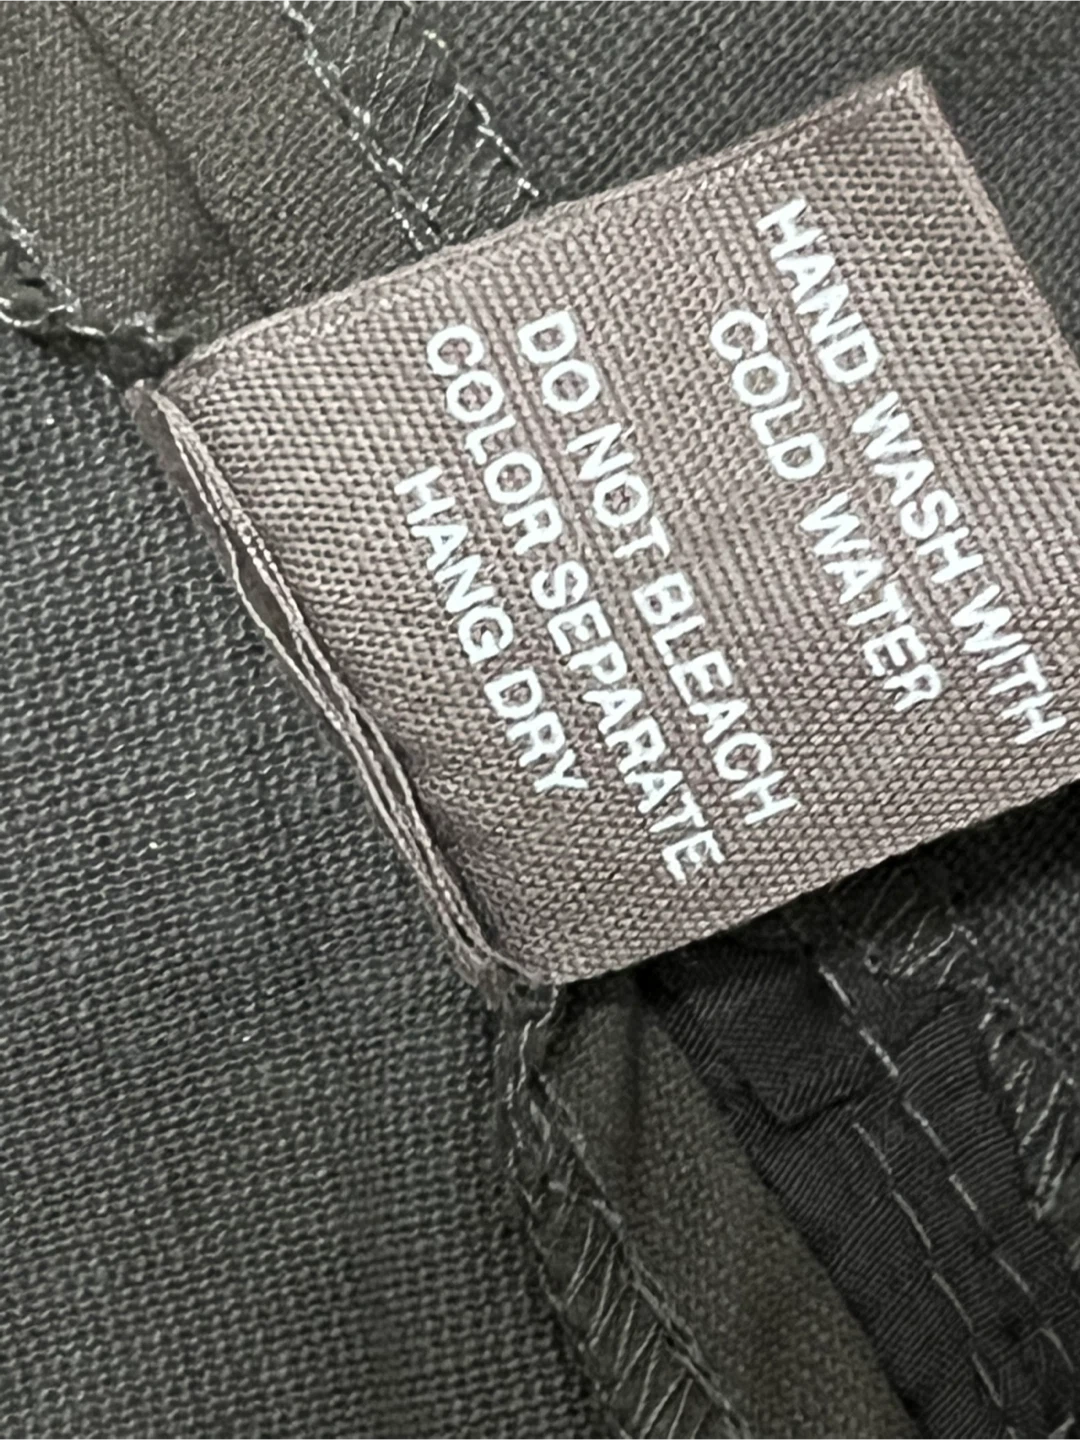 HAND WASH WITH
COLD WATER
DO NOT BLEACH
COLOR SEPARATE
HANG DRY